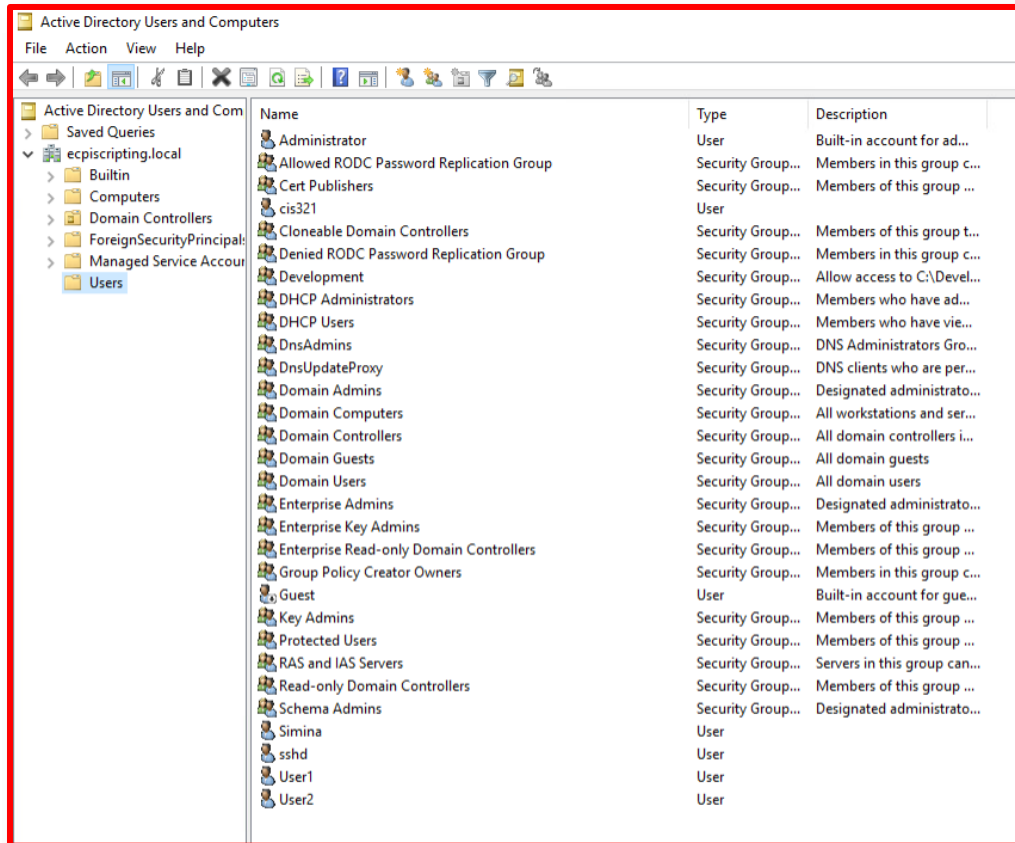 Active Directory Users and Computers
File Action View Help
Active Directory Users and Com
Saved Queries
ecpiscripting.local
Builtin
Computers
Domain Controllers
ForeignSecurityPrincipal:
Managed Service Accour
Users
Name Type Description
Administrator User Built-in account for ad...
Allowed RODC Password Replication Group Security Group... Members in this group c...
Cert Publishers Security Group... Members of this group ...
cis321 User
Cloneable Domain Controllers Security Group... Members of this group t...
Denied RODC Password Replication Group Security Group... Members in this group c...
Development Security Group... Allow access to C:\Devel...
DHCP Administrators Security Group... Members who have ad...
DHCP Users Security Group... Members who have vie...
DnsAdmins Security Group... DNS Administrators Gro...
DnsUpdateProxy Security Group... DNS clients who are per...
Domain Admins Security Group... Designated administrato...
Domain Computers Security Group... All workstations and ser...
Domain Controllers Security Group... All domain controllers i...
Domain Guests Security Group... All domain guests
Domain Users Security Group... All domain users
Enterprise Admins Security Group... Designated administrato...
Enterprise Key Admins Security Group... Members of this group ...
Enterprise Read-only Domain Controllers Security Group... Members of this group ...
Group Policy Creator Owners Security Group... Members in this group c...
Guest User Built-in account for gue...
Key Admins Security Group... Members of this group ...
Protected Users Security Group... Members of this group ...
RAS and IAS Servers Security Group... Servers in this group can...
Read-only Domain Controllers Security Group... Members of this group ...
Schema Admins Security Group... Designated administrato...
Simina User
sshd User
User1 User
User2 User